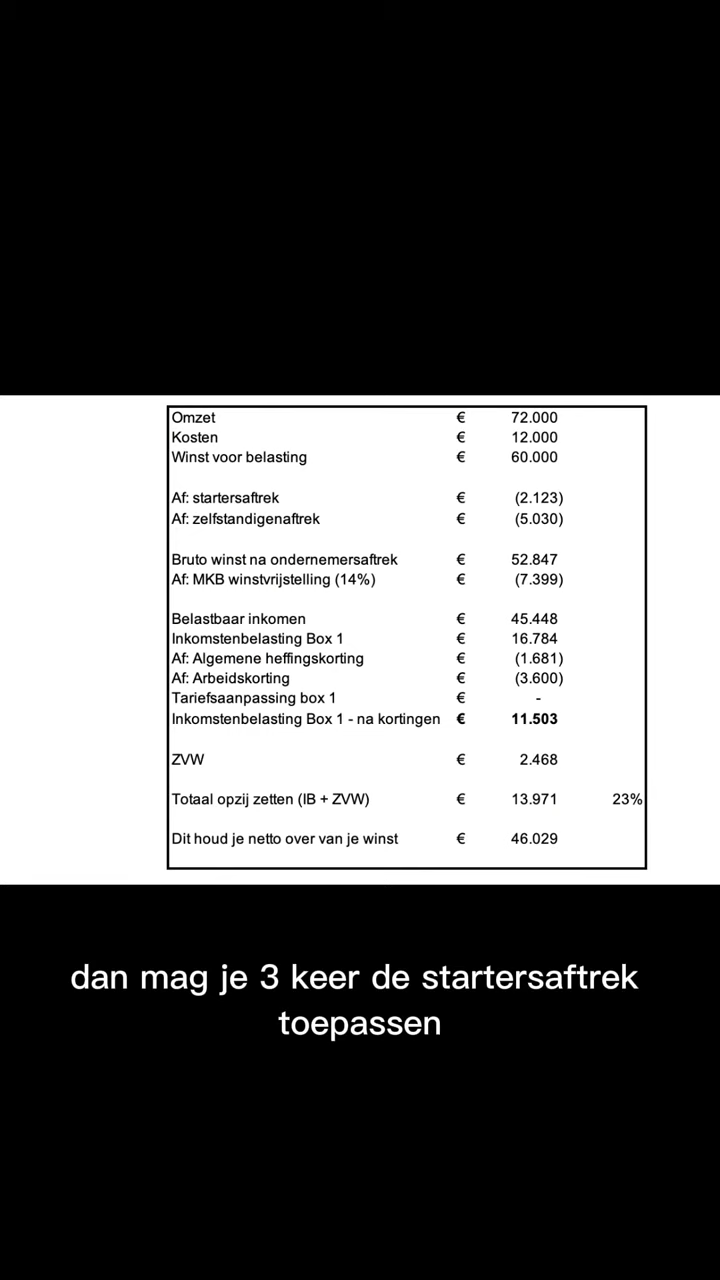 Omzet € 72.000
Kosten € 12.000
Winst voor belasting € 60.000
Af: startersaftrek € (2.123)
Af: zelfstandigenaftrek € (5.030)
Bruto winst na ondernemersaftrek € 52.847
Af: MKB winstvrijstelling (14%) € (7.399)
Belastbaar inkomen € 45.448
Inkomstenbelasting Box 1 € 16.784
Af: Algemene heffingskorting € (1.681)
Af: Arbeidskorting € (3.600)
Tariefsaanpassing box 1 € -
Inkomstenbelasting Box 1 - na kortingen € 11.503
ZVW € 2.468
Totaal opzij zetten (IB + ZVW) € 13.971 23%
Dit houd je netto over van je winst € 46.029
dan mag je 3 keer de startersaftrek
toepassen